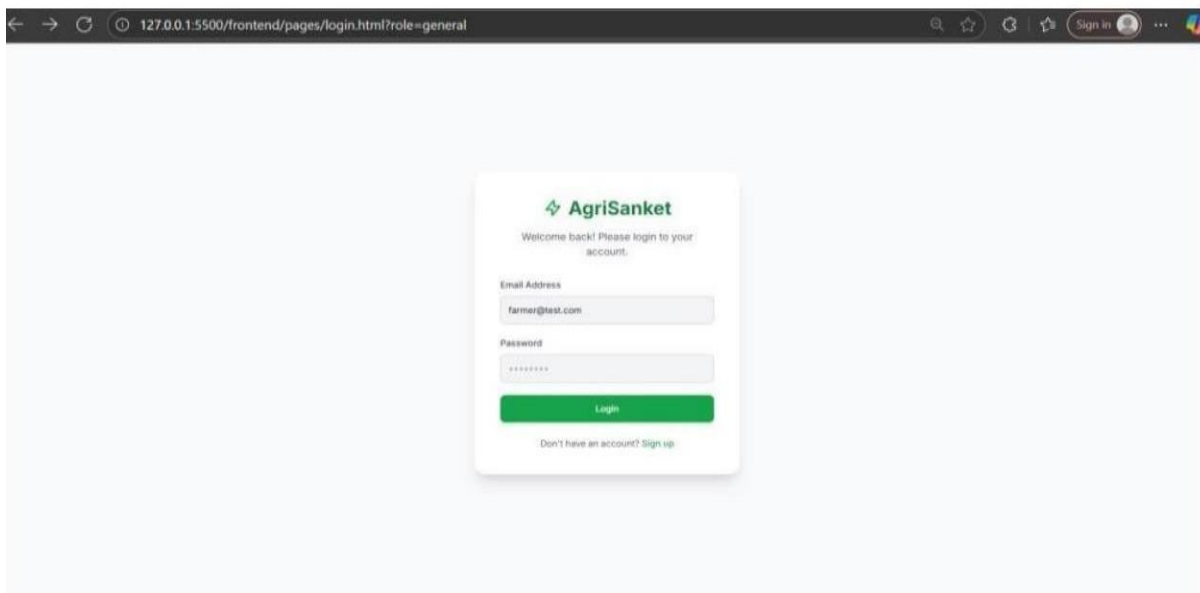 127.0.0.1:5500/frontend/pages/login.html?role=general
Sign in
AgriSanket
Welcome back! Please login to your
account.
Email Address
farmer@test.com
Password
Login
Don't have an account? Sign up